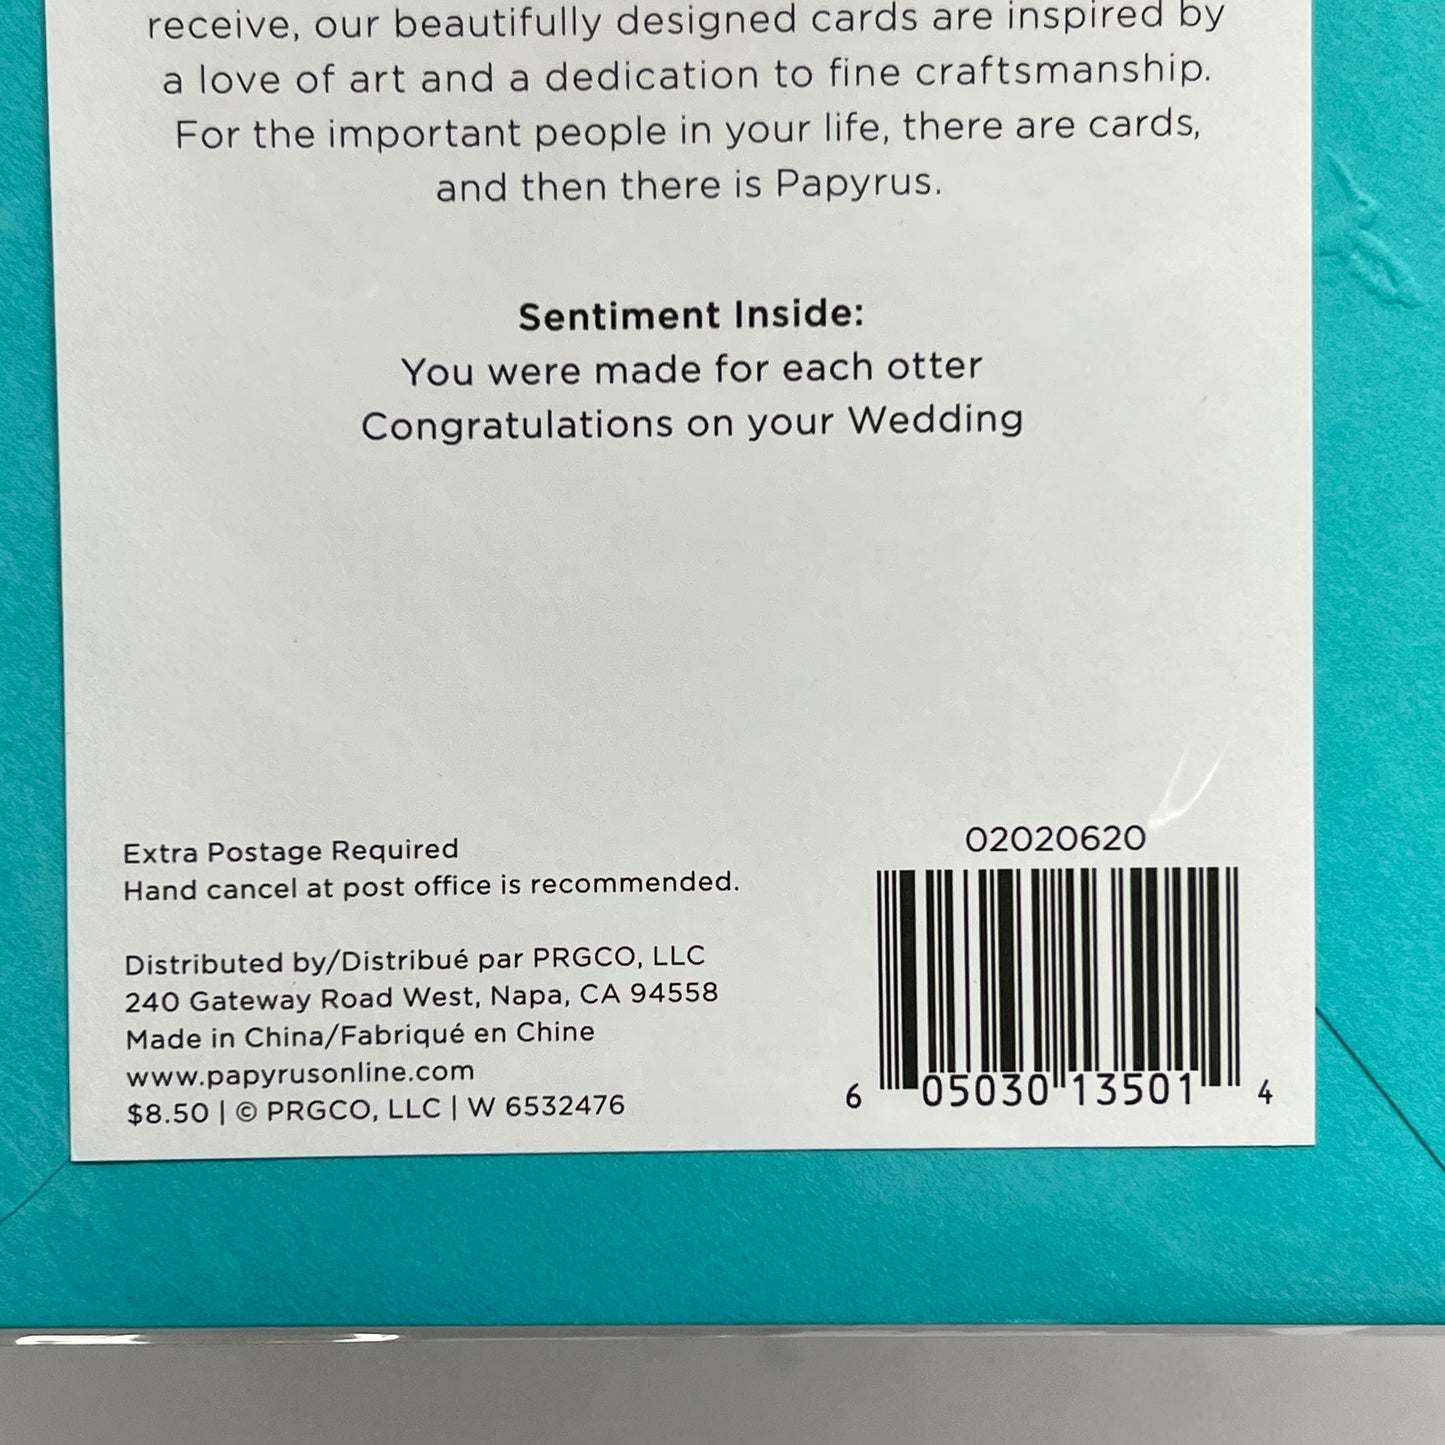 receive, our beautifully designed cards are inspired by
a love of art and a dedication to fine craftsmanship.
For the important people in your life, there are cards,
and then there is Papyrus.
Sentiment Inside:
You were made for each otter
Congratulations on your Wedding
Extra Postage Required
Hand cancel at post office is recommended.
Distributed by/Distribué par PRGCO, LLC
240 Gateway Road West, Napa, CA 94558
Made in China/Fabriqué en Chine
www.papyrusonline.com
$8.50 | © PRGCO, LLC | W 6532476
02020620
6 05030 13501 4